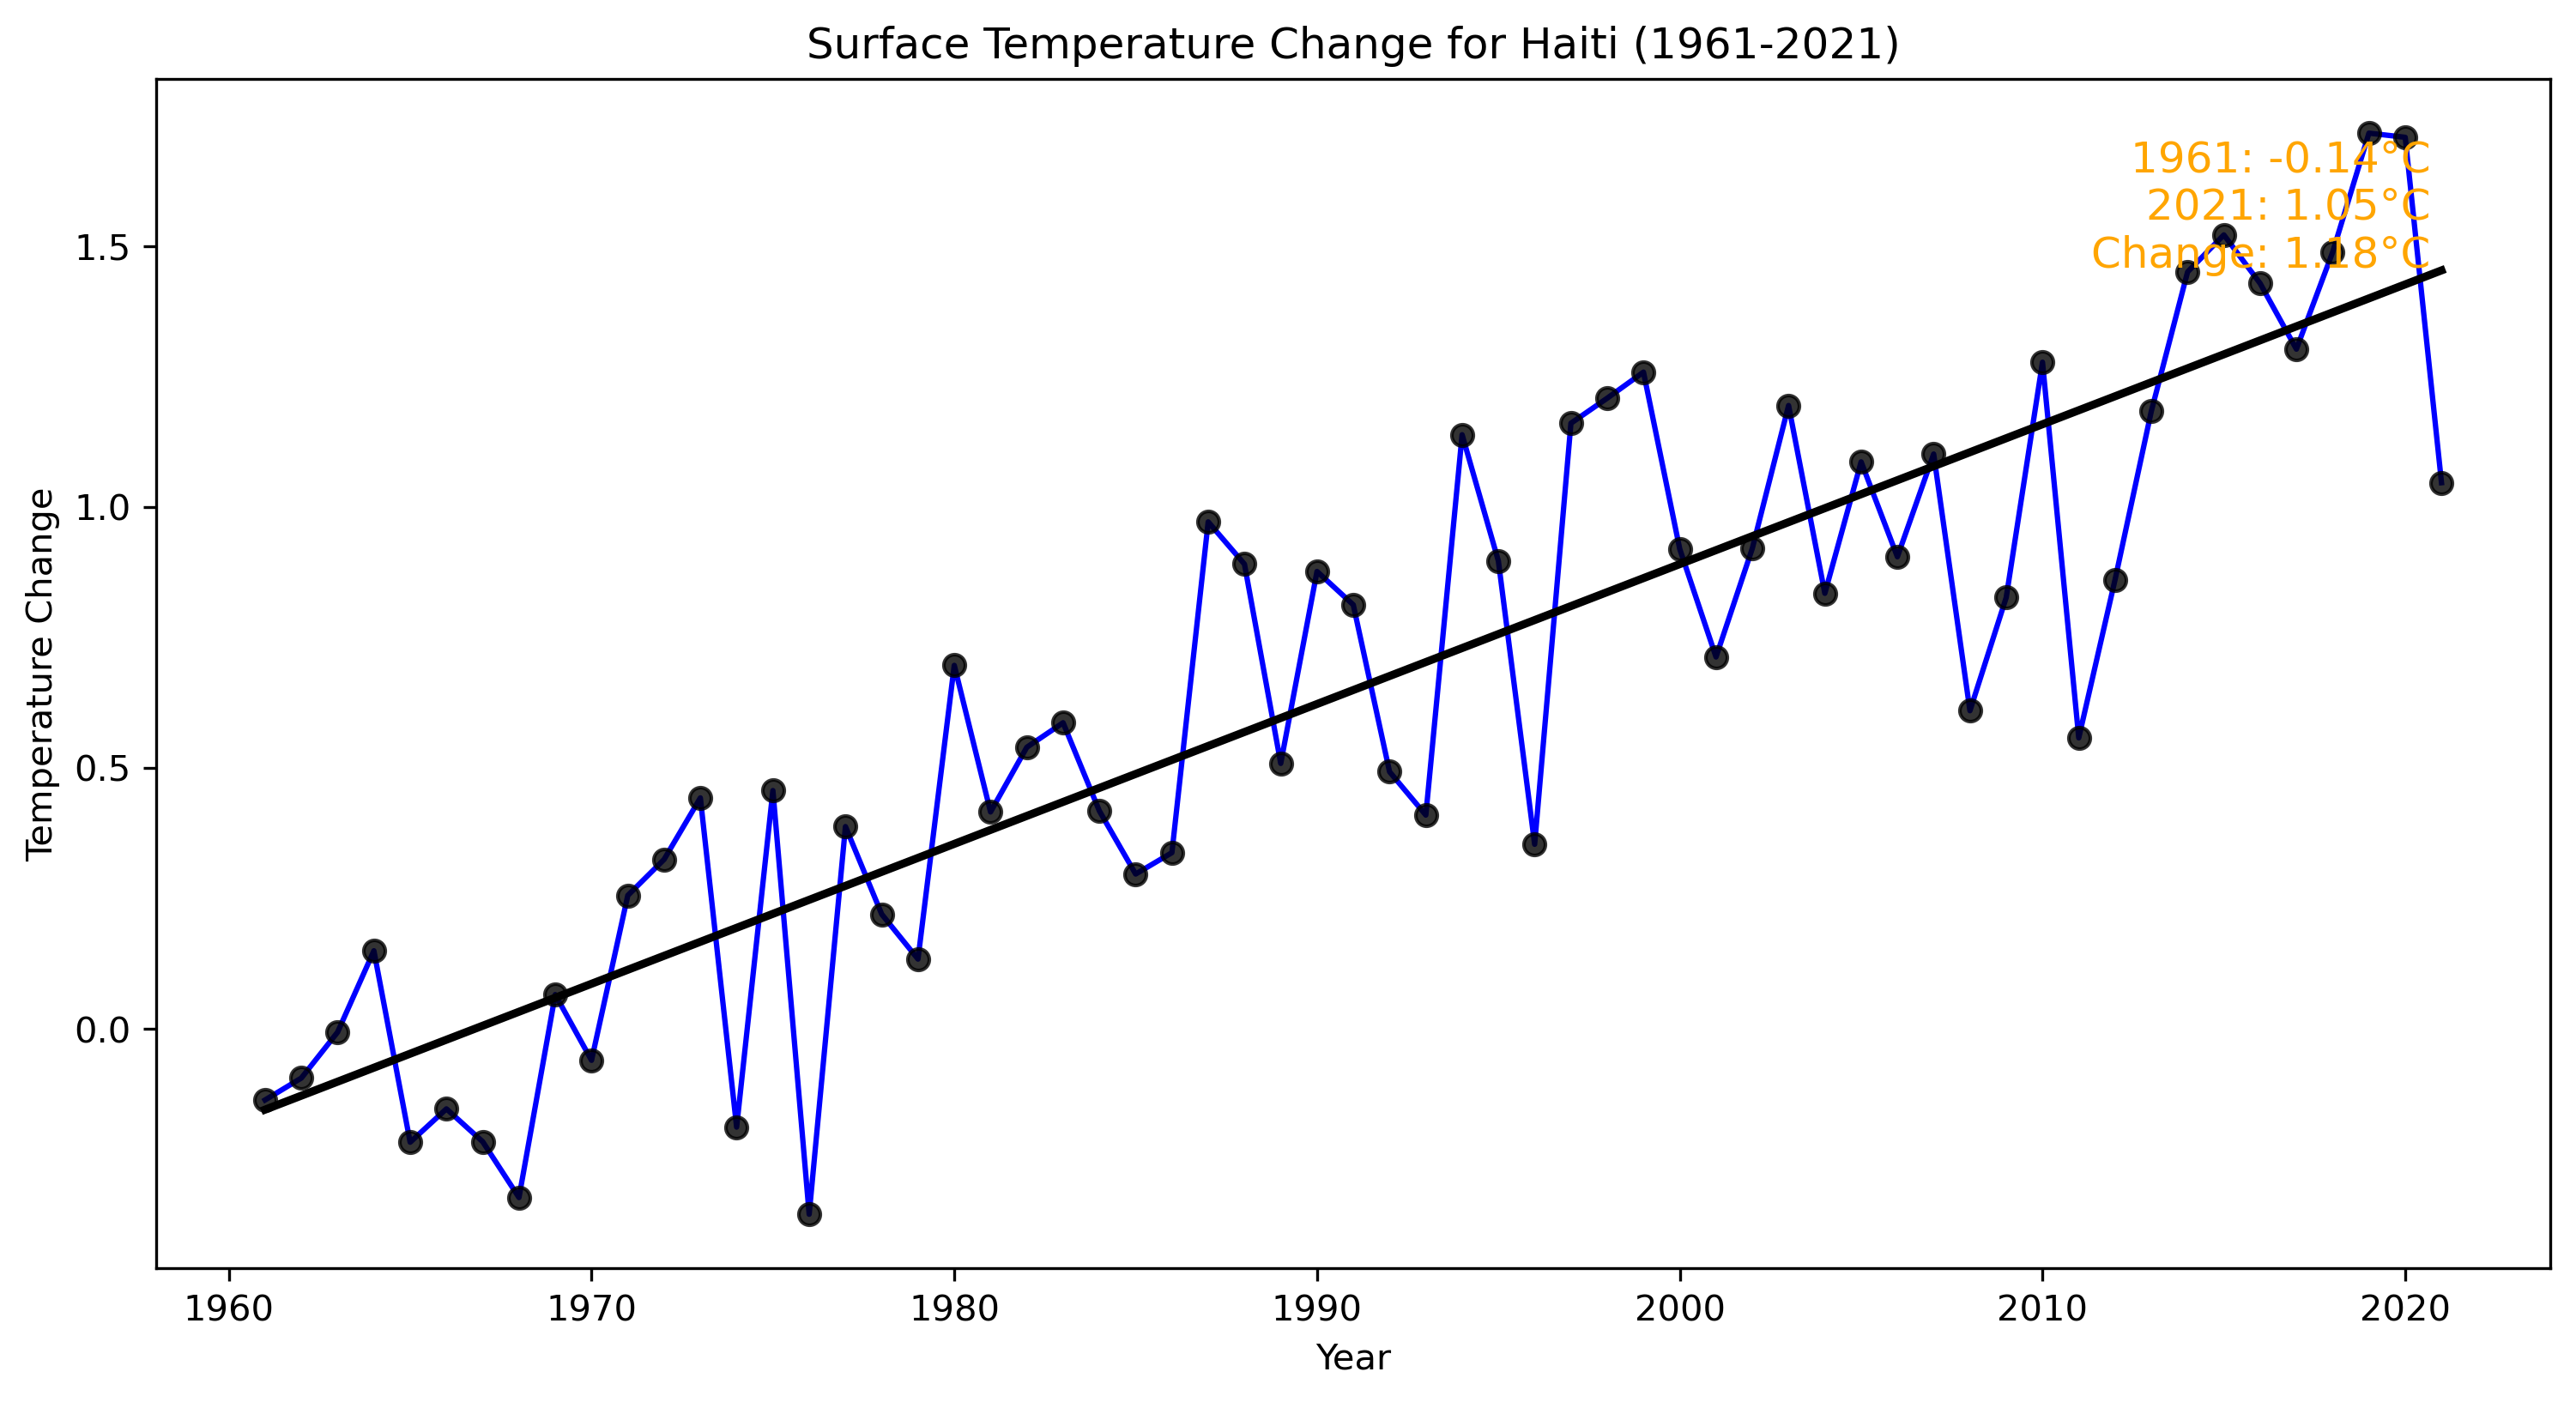 Surface Temperature Change for Haiti (1961-2021)
1961: -0.14°C
2021: 1.05°C
Change: 1.18°C
Temperature Change
1.5
1.0
0.5
0.0
1960 1970 1980 1990 2000 2010 2020
Year